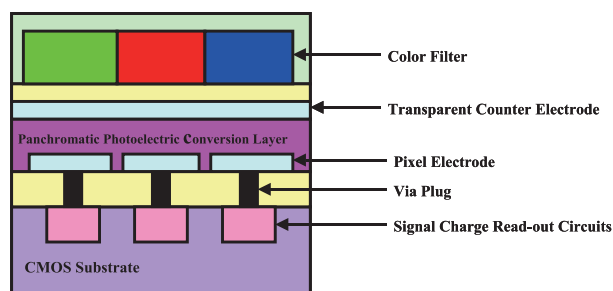 Color Filter
Transparent Counter Electrode
Panchromatic Photoelectric Conversion Layer
Pixel Electrode
Via Plug
Signal Charge Read-out Circuits
CMOS Substrate